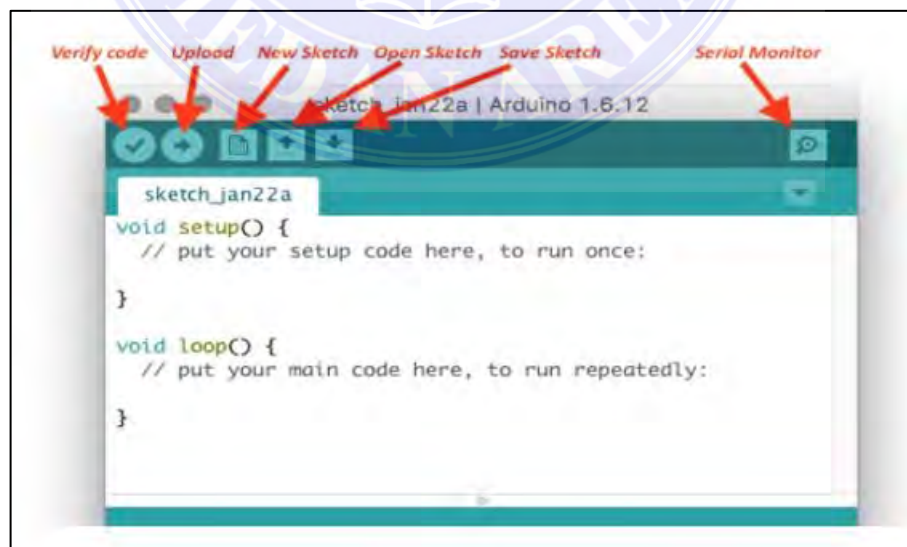 Verify code Upload New Sketch Open Sketch Save Sketch Serial Monitor
sketch_jan22a | Arduino 1.6.12
sketch_jan22a
void setup() {
// put your setup code here, to run once:
}
void loop() {
// put your main code here, to run repeatedly:
}